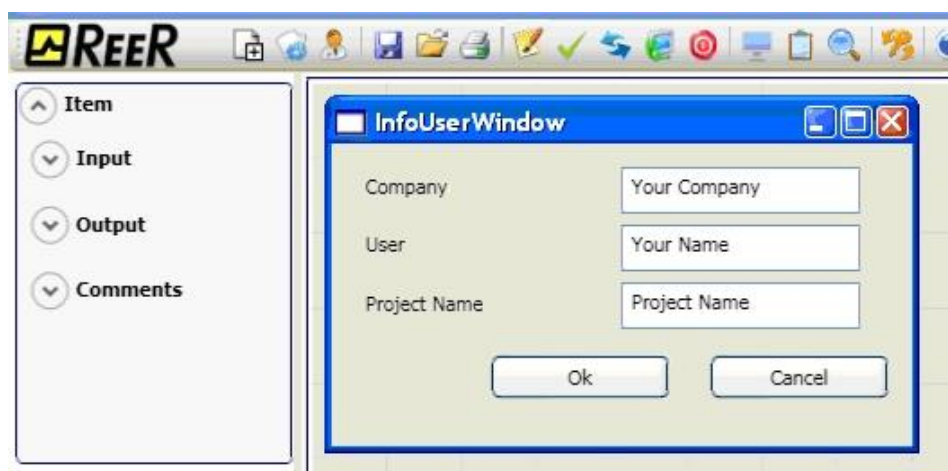 REER
Item
Input
Output
Comments
InfoUserWindow
Company
Your Company
User
Your Name
Project Name
Project Name
Ok
Cancel